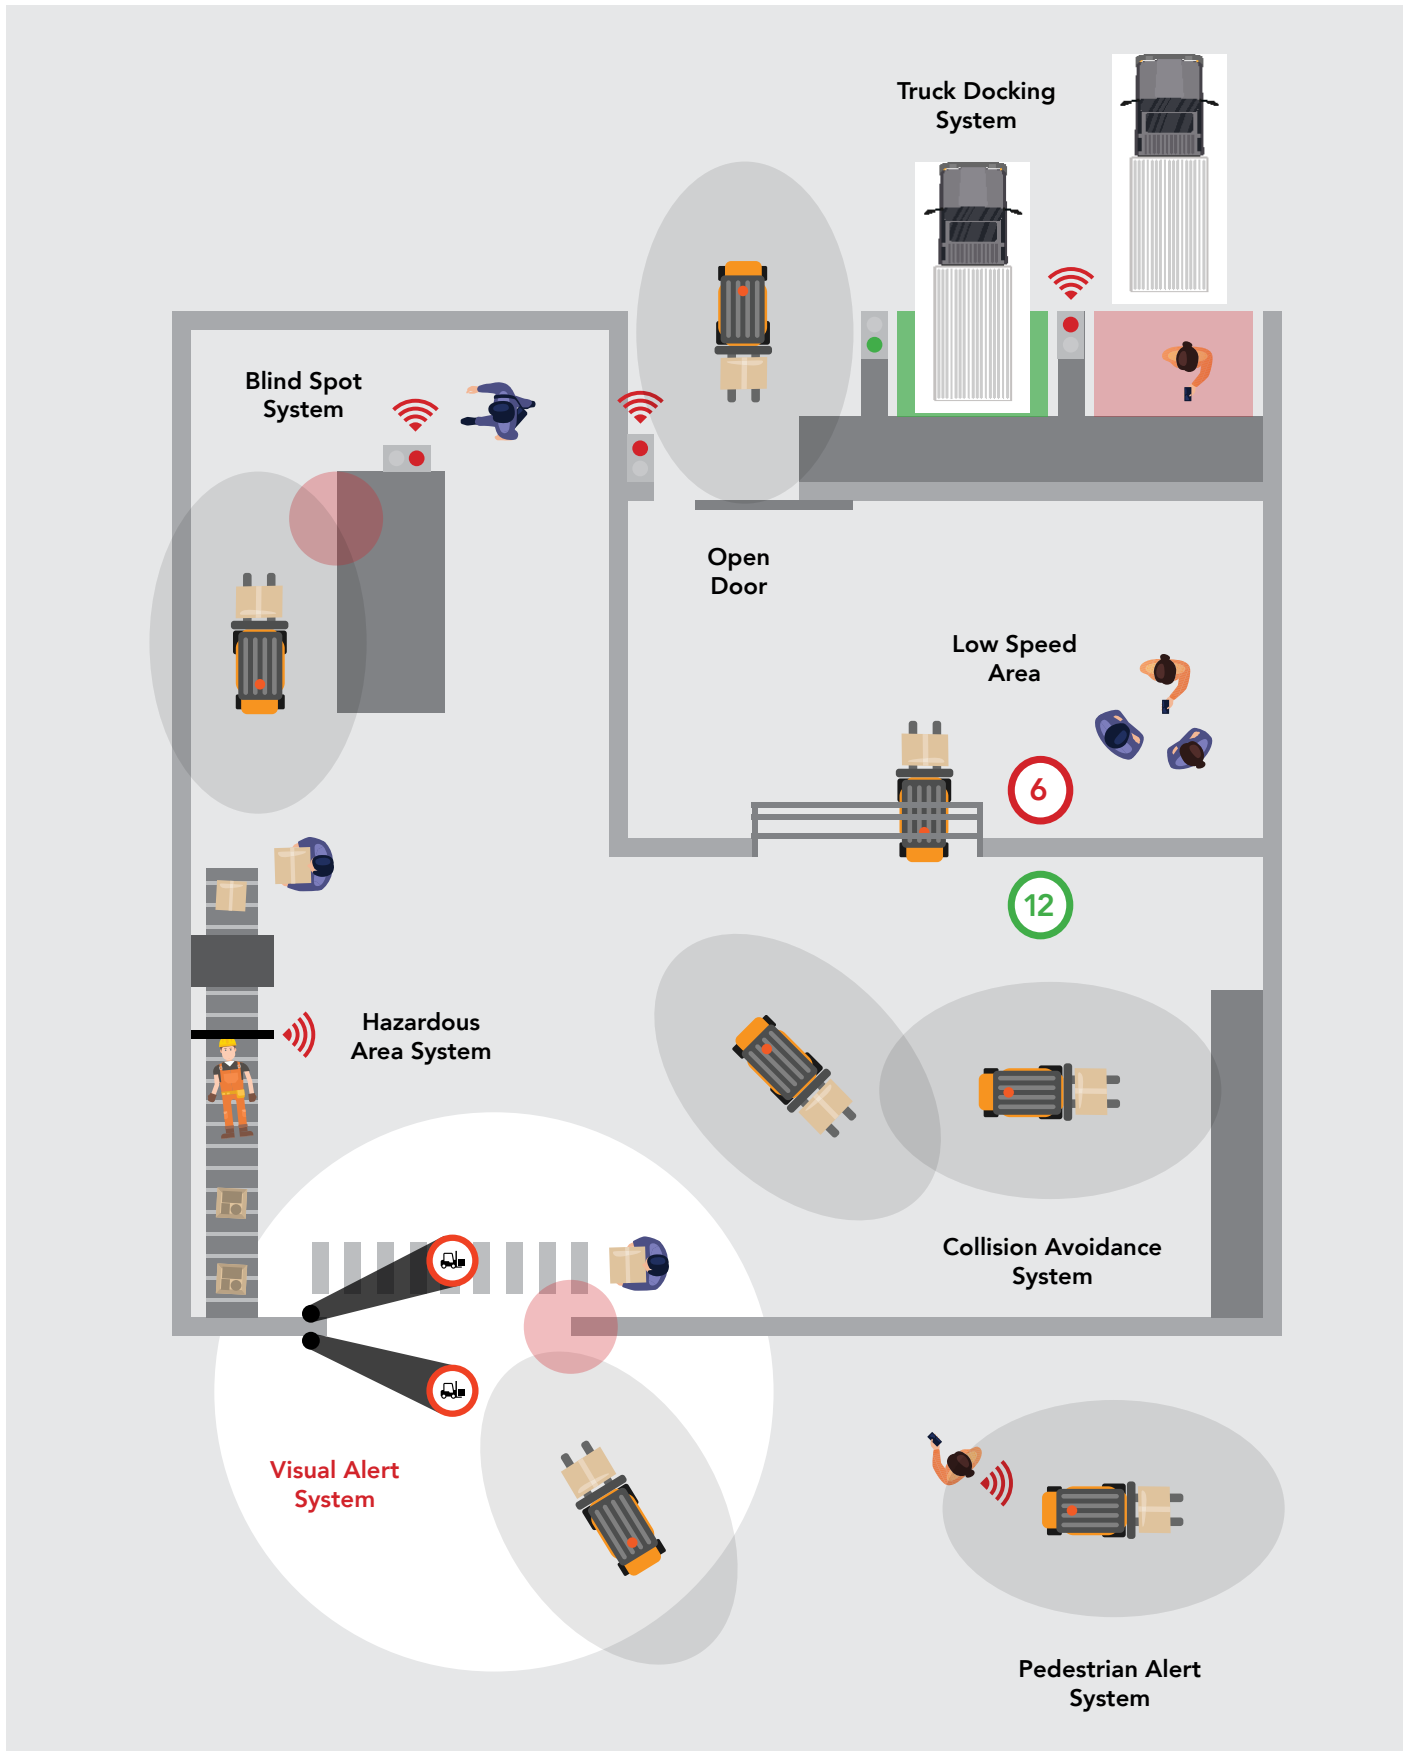 Truck Docking
System
Blind Spot
System
Open
Door
Low Speed
Area
6
12
Hazardous
Area System
Collision Avoidance
System
Visual Alert
System
Pedestrian Alert
System